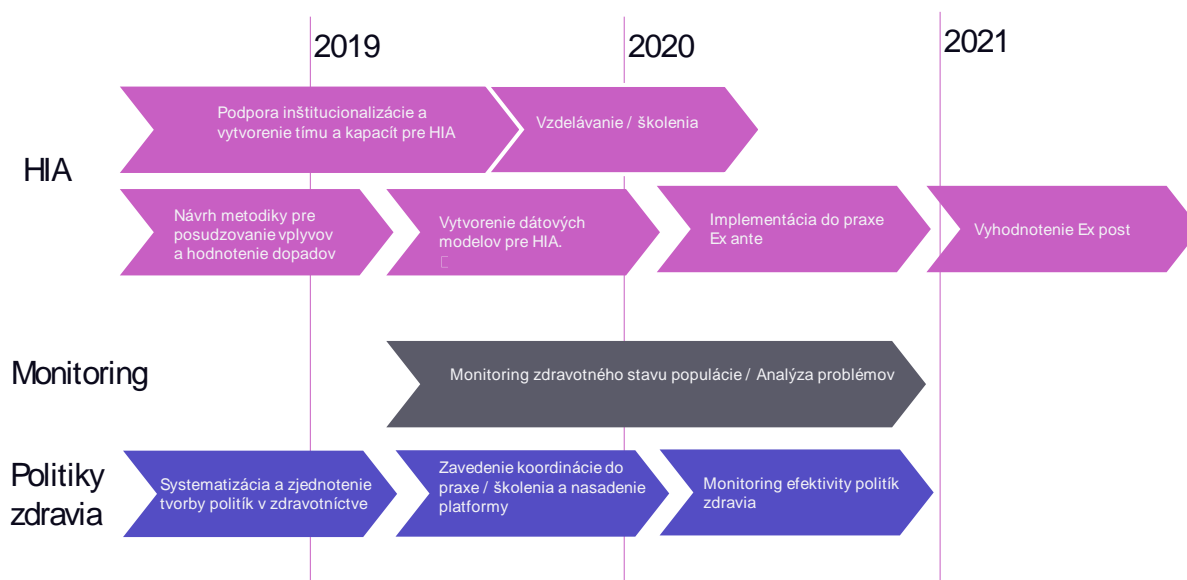 2019
2020
2021
HIA
Podpora inštitucionalizácie a
vytvorenie tímu a kapacít pre HIA
Vzdelávanie / školenia
Návrh metodiky pre
posudzovanie vplyvov
a hodnotenie dopadov
Vytvorenie dátových
modelov pre HIA.
Implementácia do praxe
Ex ante
Vyhodnotenie Ex post
Monitoring
Monitoring zdravotného stavu populácie / Analýza problémov
Politiky
zdravia
Systematizácia a zjednotenie
tvorby politík v zdravotníctve
Zavedenie koordinácie do
praxe / školenia a nasadenie
platformy
Monitoring efektivity politík
zdravia